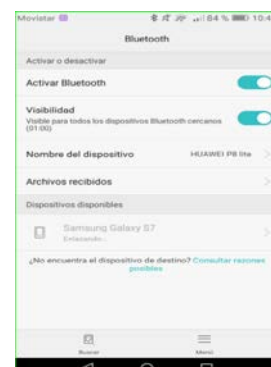 Movistar 84 % 10:4
Bluetooth
Activar o desactivar
Activar Bluetooth
Visibilidad
Visible para todos los dispositivos Bluetooth cercanos
(01:00)
Nombre del dispositivo HUAWEI P8 lite
Archivos recibidos
Dispositivos disponibles
Samsung Galaxy S7
Enlazando...
¿No encuentra el dispositivo de destino? Consultar razones
posibles
Buscar Menú